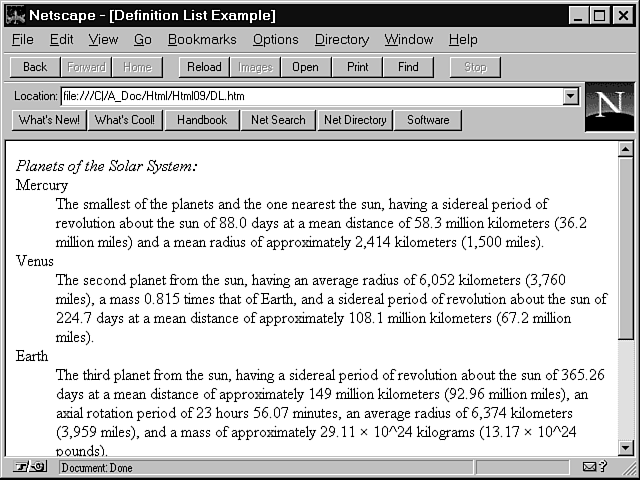 Netscape - [Definition List Example]
File Edit View Go Bookmarks Options Directory Window Help
Back Forward Home Reload Images Open Print Find Stop
Location: file:///C|/A_Doc/Html/Html09/DL.htm
N
What's New! What's Cool! Handbook Net Search Net Directory Software
Planets of the Solar System:
Mercury
The smallest of the planets and the one nearest the sun, having a sidereal period of
revolution about the sun of 88.0 days at a mean distance of 58.3 million kilometers (36.2
million miles) and a mean radius of approximately 2,414 kilometers (1,500 miles).
Venus
The second planet from the sun, having an average radius of 6,052 kilometers (3,760
miles), a mass 0.815 times that of Earth, and a sidereal period of revolution about the sun of
224.7 days at a mean distance of approximately 108.1 million kilometers (67.2 million
miles).
Earth
The third planet from the sun, having a sidereal period of revolution about the sun of 365.26
days at a mean distance of approximately 149 million kilometers (92.96 million miles), an
axial rotation period of 23 hours 56.07 minutes, an average radius of 6,374 kilometers
(3,959 miles), and a mass of approximately 29.11 × 10^24 kilograms (13.17 × 10^24
pounds).
Document: Done ?